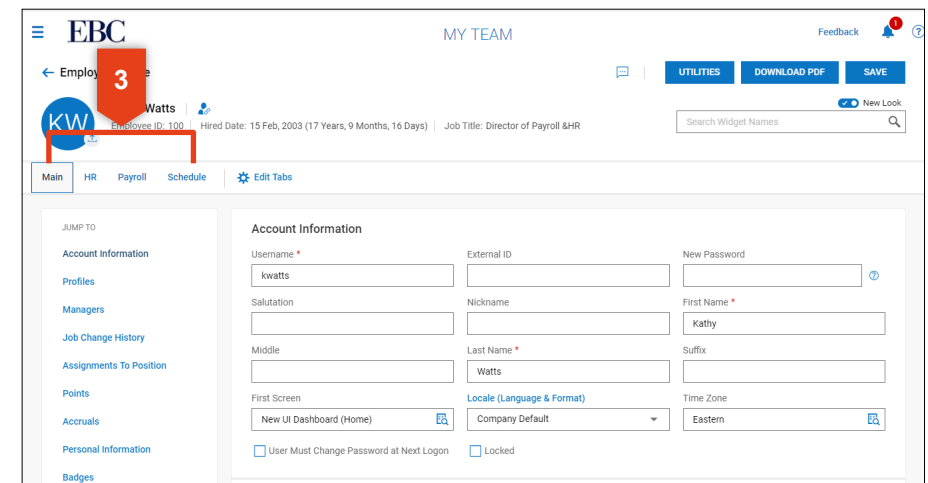 EBC
MY TEAM
Feedback
1
?
Employ
3
e
UTILITIES
DOWNLOAD PDF
SAVE
Watts
New Look
KW
Employee ID: 100
Hired Date: 15 Feb, 2003 (17 Years, 9 Months, 16 Days)
Job Title: Director of Payroll &HR
Search Widget Names
Main
HR
Payroll
Schedule
Edit Tabs
JUMP TO
Account Information
Profiles
Managers
Job Change History
Assignments To Position
Points
Accruals
Personal Information
Badges
Account Information
Username *
External ID
New Password
kwatts
?
Salutation
Nickname
First Name *
Kathy
Middle
Last Name *
Suffix
Watts
First Screen
Locale (Language & Format)
Time Zone
New UI Dashboard (Home)
Company Default
Eastern
User Must Change Password at Next Logon
Locked